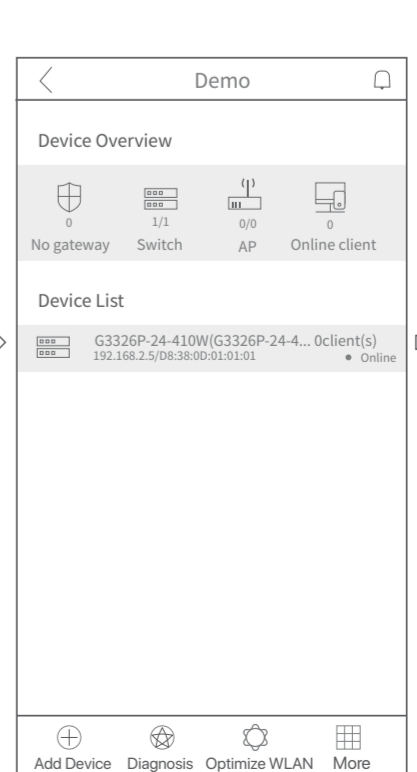 Demo
Device Overview
0 1/1 0/0 0
No gateway Switch AP Online client
Device List
G3326P-24-410W(G3326P-24-4... 0client(s)
192.168.2.5/D8:38:0D:01:01:01 Online
Add Device Diagnosis Optimize WLAN More